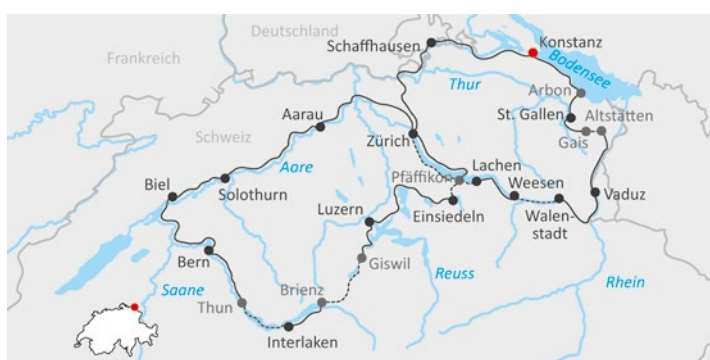 Deutschland
Konstanz
Schaffhausen
Frankreich
Bodensee
Thur
Arbon
Aarau
St. Gallen
Altstätten
Schweiz
Zürich
Gais
Aare
Lachen
Pfäffikon
Weesen
Biel
Solothurn
Vaduz
Luzern
Einsiedeln
Walen-
stadt
Bern
Giswil
Reuss
Rhein
Saane
Brienz
Thun
Interlaken